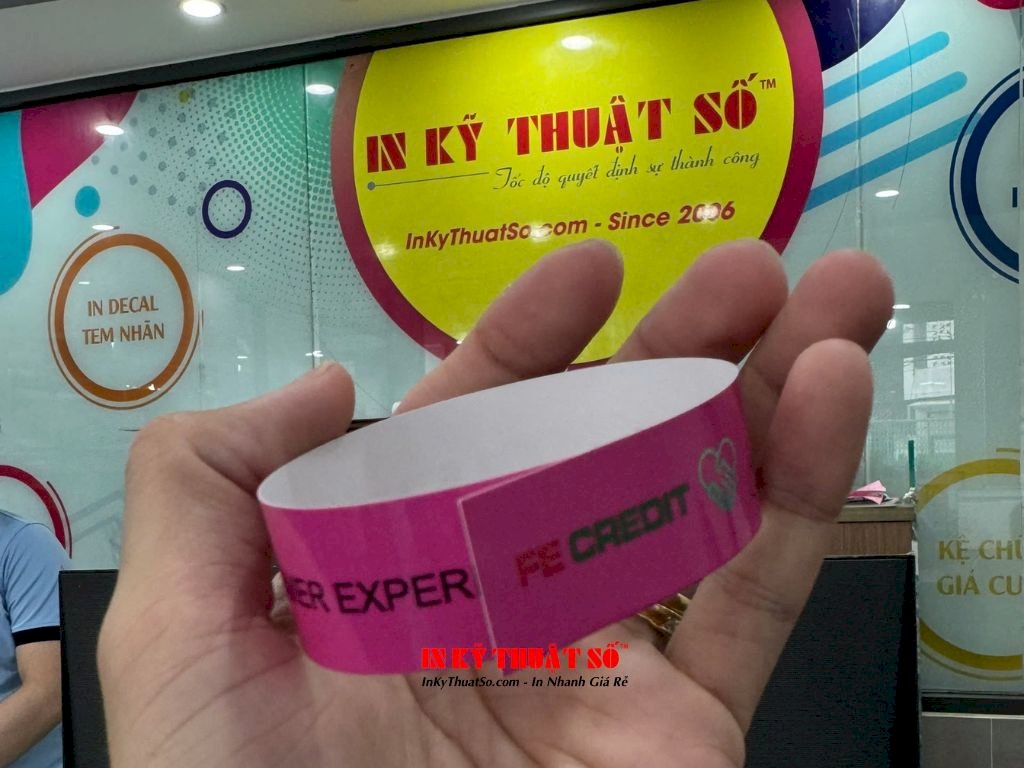 IN KỸ THUẬT SỐ™
Tốc độ quyết định sự thành công
InKyThuatSo.com - Since 2006
IN DECAL
TEM NHÃN
KỆ CH
GIÁ CU
FE CREDIT
ER EXPER
IN KỸ THUẬT SỐ™
InKyThuatSo.com - In Nhanh Giá Rẻ